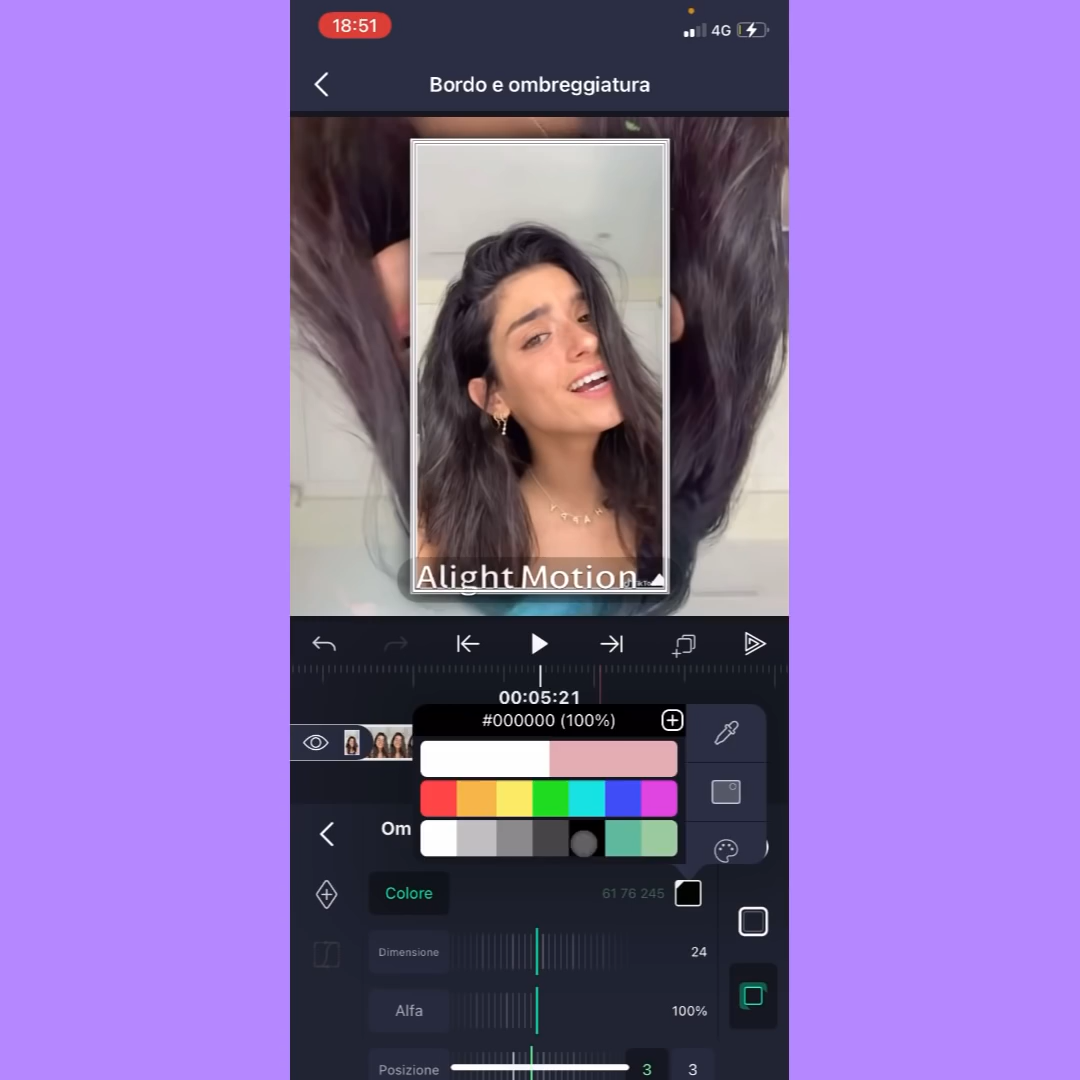 18:51
4G
Bordo e ombreggiatura
Alight Motion
00:05:21
#000000 (100%)
Om
Colore
61 76 245
Dimensione
24
Alfa
100%
Posizione
3
3